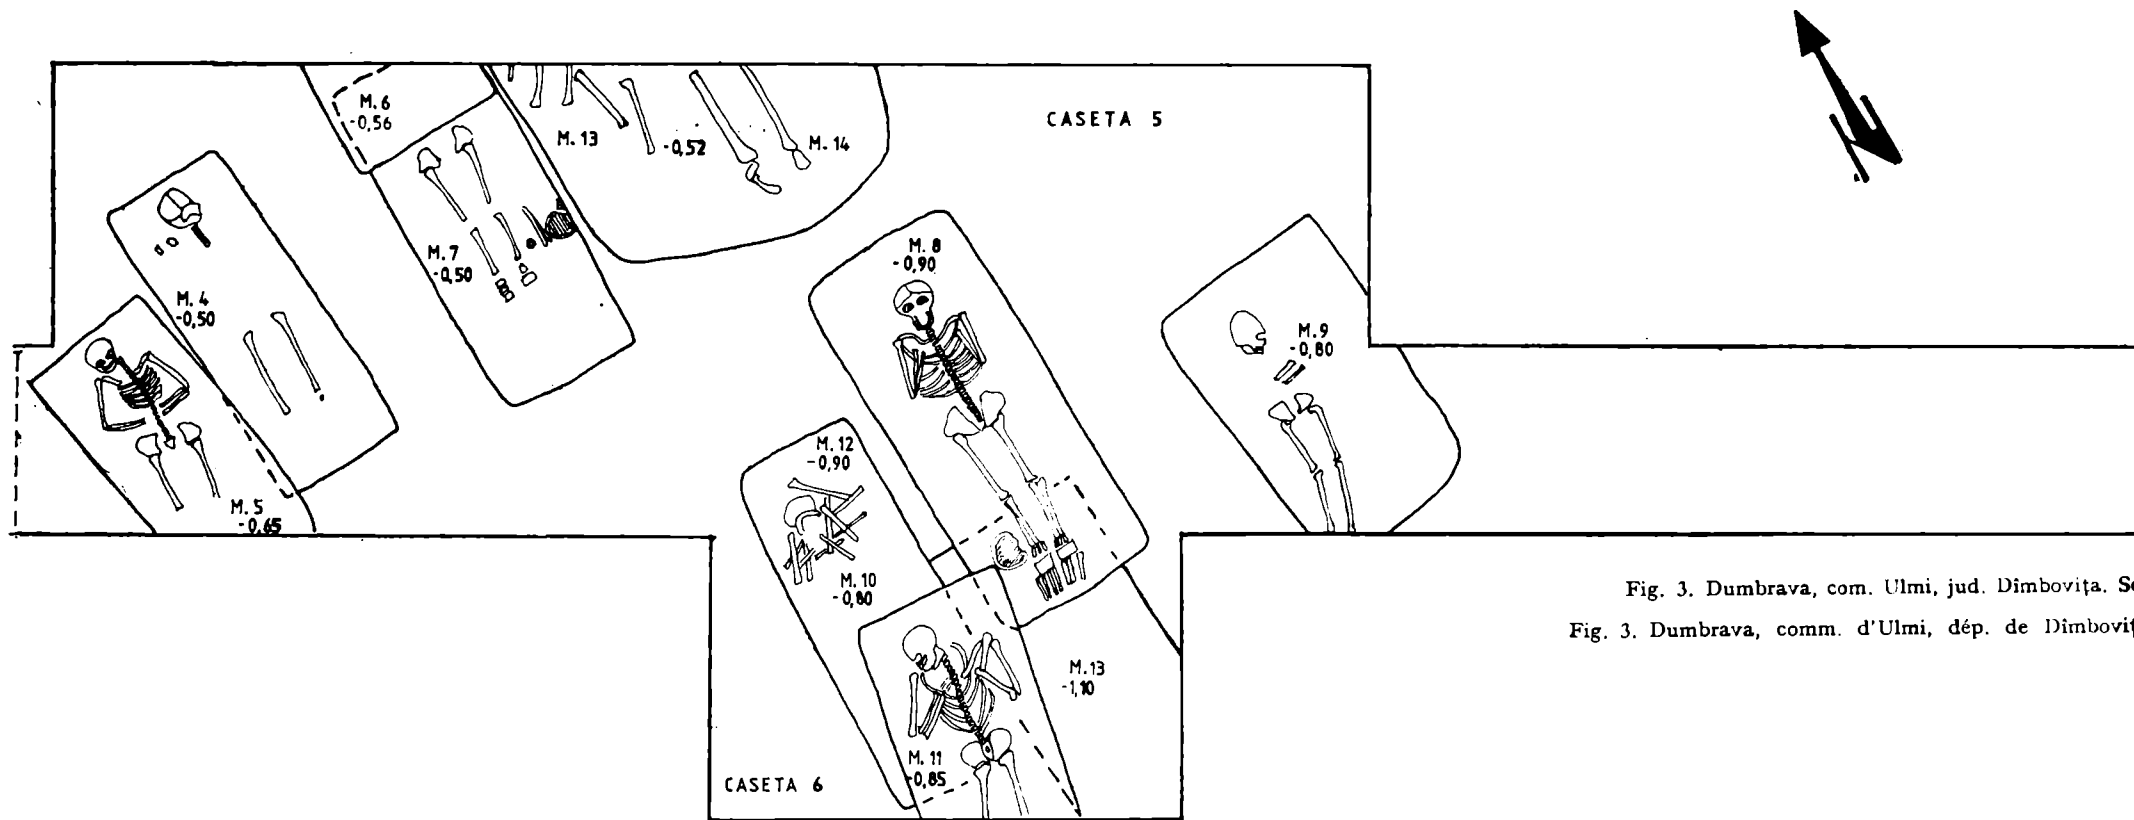 M. 6
-0,56
M. 13
-0,52
M. 14
CASETA 5
M. 7
-0,50
M. 4
-0,50
M. 5
-0,65
M. 8
-0,90
M. 9
-0,80
M. 12
-0,90
M. 10
-0,80
M. 13
-1,10
M. 11
-0,85
CASETA 6
N
Fig. 3. Dumbrava, com. Ulmi, jud. Dîmbovița.
Fig. 3. Dumbrava, comm. d'Ulmi, dép. de